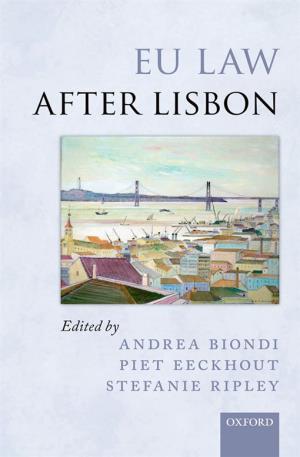 EU LAW
AFTER LISBON
Edited by
ANDREA BIONDI
PIET EECKHOUT
STEFANIE RIPLEY
OXFORD